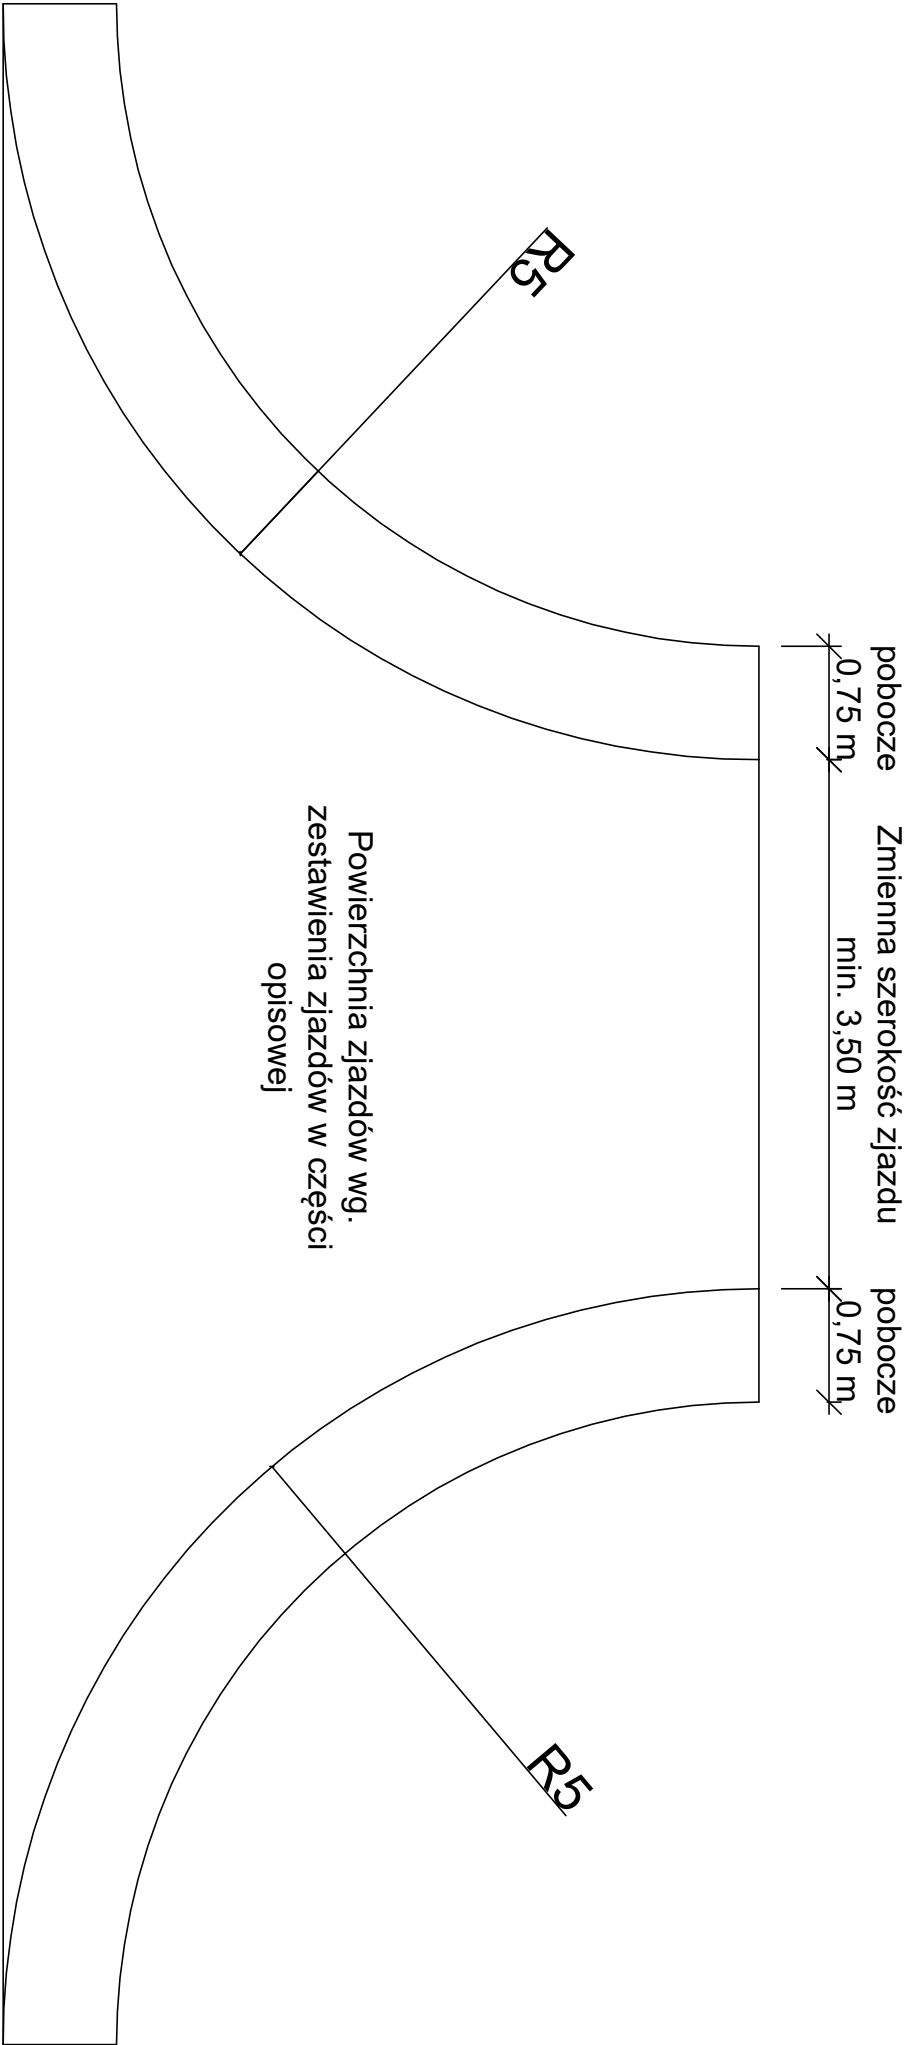 pobocze
0,75 m
Zmienna szerokość zjazdu
min. 3,50 m
pobocze
0,75 m
R5
Powierzchnia zjazdów wg.
zestawienia zjazdów w części
opisowej
R5